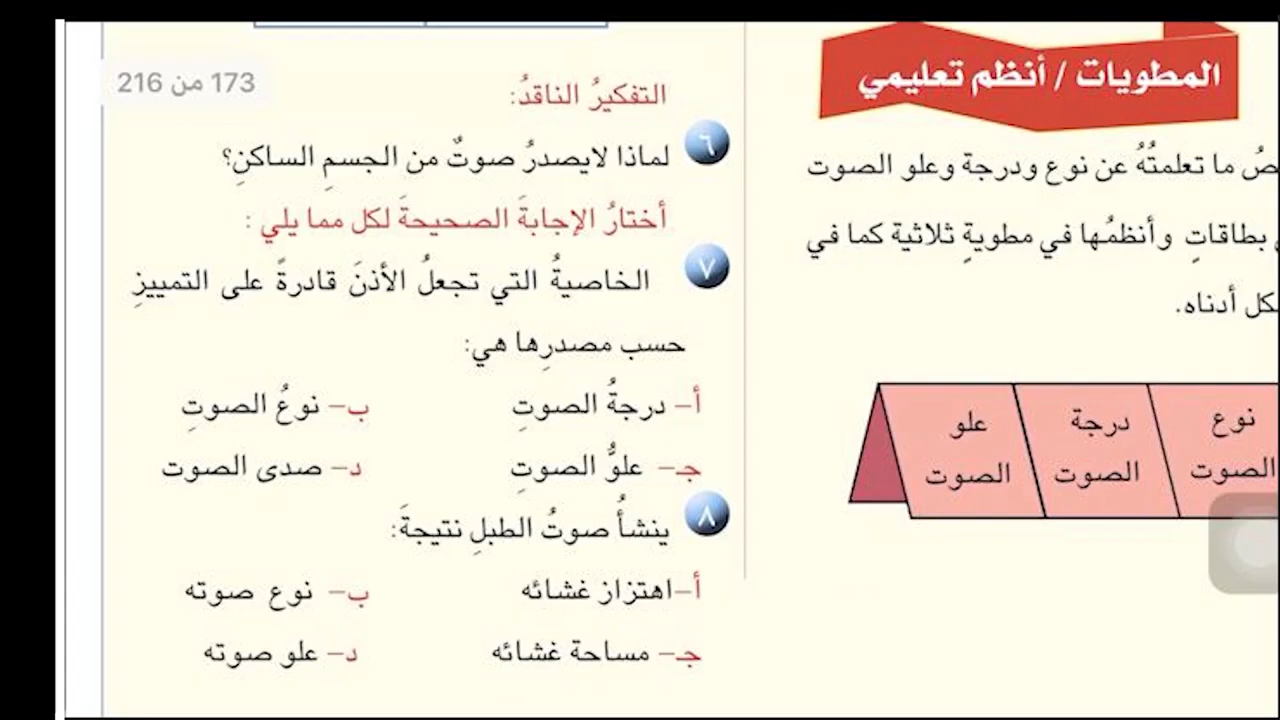 المطويات / أنظم تعليمي
ما تعلمتُهُ عن نوع ودرجة وعلو الصوت
بطاقاتٍ وأنظمُها في مطويةٍ ثلاثية كما في
أدناه.
نوع الصوت
درجة الصوت
علو الصوت
173 من 216
التفكيرُ الناقدُ:
٦ لماذا لايصدرُ صوتٌ من الجسمِ الساكنِ؟
أختارُ الإجابةَ الصحيحةَ لكل مما يلي :
٧ الخاصيةُ التي تجعلُ الأذنَ قادرةً على التمييزِ
حسب مصدرِها هي:
أ– درجةُ الصوتِ ب– نوعُ الصوتِ
جـ– علوُّ الصوتِ د– صدى الصوت
٨ ينشأُ صوتُ الطبلِ نتيجةَ:
أ–اهتزاز غشائه ب– نوع صوته
جـ– مساحة غشائه د– علو صوته